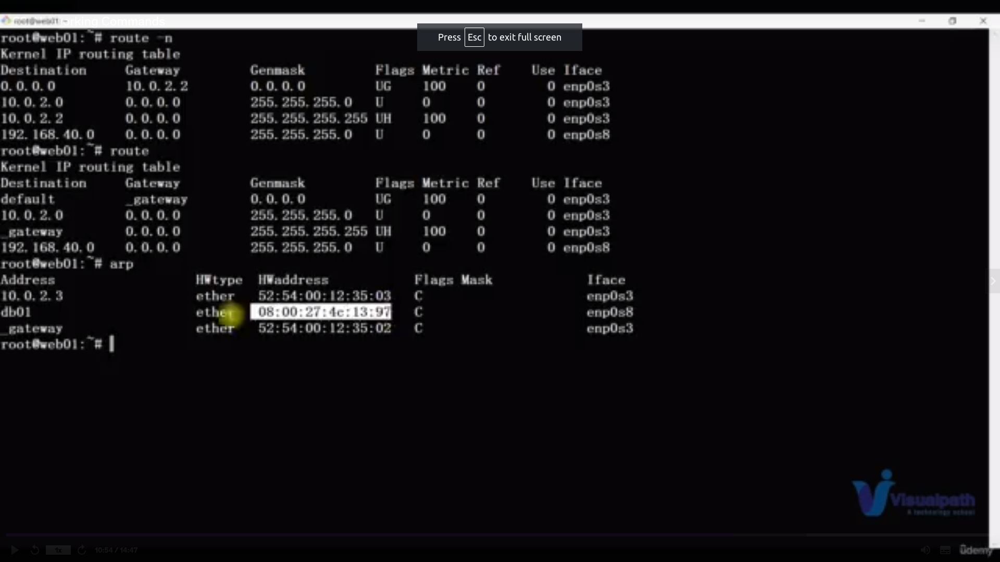 root@web01: ~
rking Commands
Press Esc to exit full screen
root@web01:~# route -n
Kernel IP routing table
Destination Gateway Genmask Flags Metric Ref Use Iface
0.0.0.0 10.0.2.2 0.0.0.0 UG 100 0 0 enp0s3
10.0.2.0 0.0.0.0 255.255.255.0 U 0 0 0 enp0s3
10.0.2.2 0.0.0.0 255.255.255.255 UH 100 0 0 enp0s3
192.168.40.0 0.0.0.0 255.255.255.0 U 0 0 0 enp0s8
root@web01:~# route
Kernel IP routing table
Destination Gateway Genmask Flags Metric Ref Use Iface
default _gateway 0.0.0.0 UG 100 0 0 enp0s3
10.0.2.0 0.0.0.0 255.255.255.0 U 0 0 0 enp0s3
_gateway 0.0.0.0 255.255.255.255 UH 100 0 0 enp0s3
192.168.40.0 0.0.0.0 255.255.255.0 U 0 0 0 enp0s8
root@web01:~# arp
Address HWtype HWaddress Flags Mask Iface
10.0.2.3 ether 52:54:00:12:35:03 C enp0s3
db01 ether 08:00:27:4e:13:97 C enp0s8
_gateway ether 52:54:00:12:35:02 C enp0s3
root@web01:~#
Visualpath
A technology school
1x 10:54 / 14:47
ûdemy